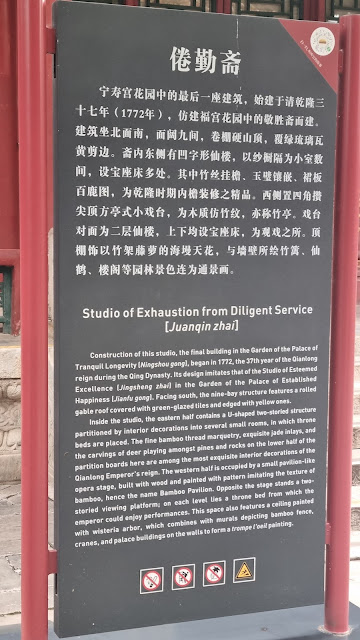 倦勤斋
宁寿宫花园中的最后一座建筑，始建于清乾隆三
十七年（1772年），仿建福宫花园中的敬胜斋而建。
建筑坐北面南，面阔九间，卷棚硬山顶，覆绿琉璃瓦
黄剪边。斋内东侧有凹字形仙楼，以纱槅隔为小室数
间，设宝座床多处。其中竹丝挂檐、玉璧镶嵌、裙板
百鹿图，为乾隆时期内檐装修之精品。西侧置四角攒
尖顶方亭式小戏台，为木质仿竹纹，亦称竹亭。戏台
对面为二层仙楼，上下均设宝座床，为观戏之所。顶
棚饰以竹架藤萝的海墁天花，与墙壁所绘竹篱、仙
鹤、楼阁等园林景色连为通景画。
Studio of Exhaustion from Diligent Service
[Juanqin zhai]
Construction of this studio, the final building in the Garden of the Palace of
Tranquil Longevity (Ningshou gong), began in 1772, the 37th year of the Qianlong
reign during the Qing Dynasty. Its design imitates that of the Studio of Esteemed
Excellence [Jingsheng zhai] in the Garden of the Palace of Established
Happiness [Jianfu gong]. Facing south, the nine-bay structure features a rolled
gable roof covered with green-glazed tiles and edged with yellow ones.
Inside the studio, the eastern half contains a U-shaped two-storied structure
partitioned by interior decorations into several small rooms, in which throne
beds are placed. The fine bamboo thread marquetry, exquisite jade inlays, and
the carvings of deer playing amongst pines and rocks on the lower half of the
partition boards here are among the most exquisite interior decorations of the
Qianlong Emperor's reign. The western half is occupied by a small pavilion-like
opera stage, built with wood and painted with pattern imitating the texture of
bamboo, hence the name Bamboo Pavilion. Opposite the stage stands a two-
storied viewing platform; on each level lies a throne bed from which the
emperor could enjoy performances. This space also features a ceiling painted
with wisteria arbor, which combines with murals depicting bamboo fence,
cranes, and palace buildings on the walls to form a trompe l'oeil painting.